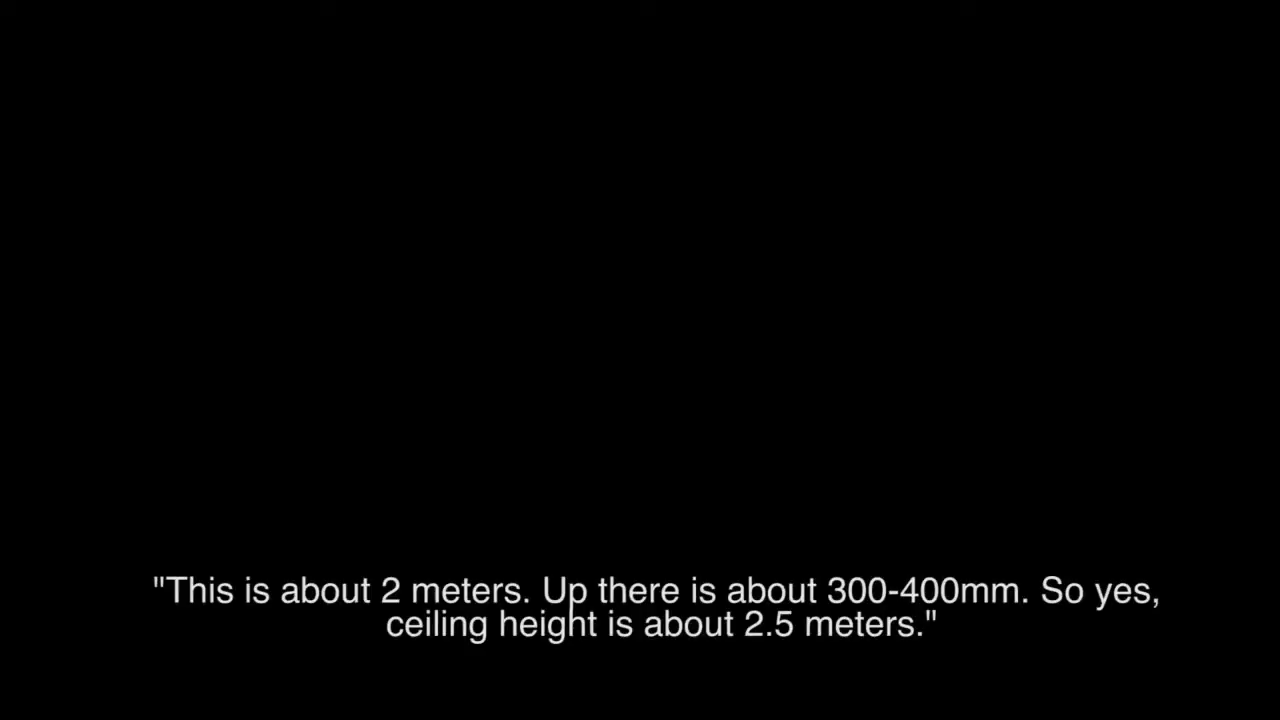 "This is about 2 meters. Up there is about 300-400mm. So yes,
ceiling height is about 2.5 meters."